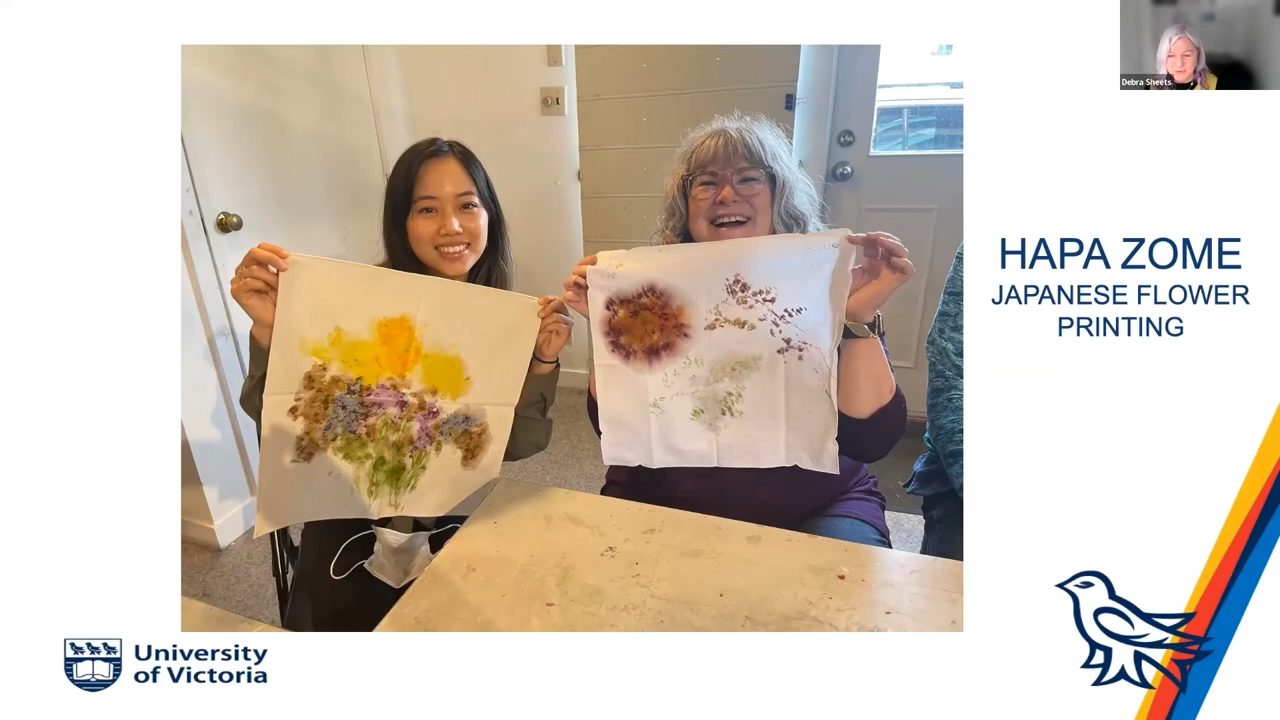 Debra Sheets
HAPA ZOME
JAPANESE FLOWER
PRINTING
University
of Victoria